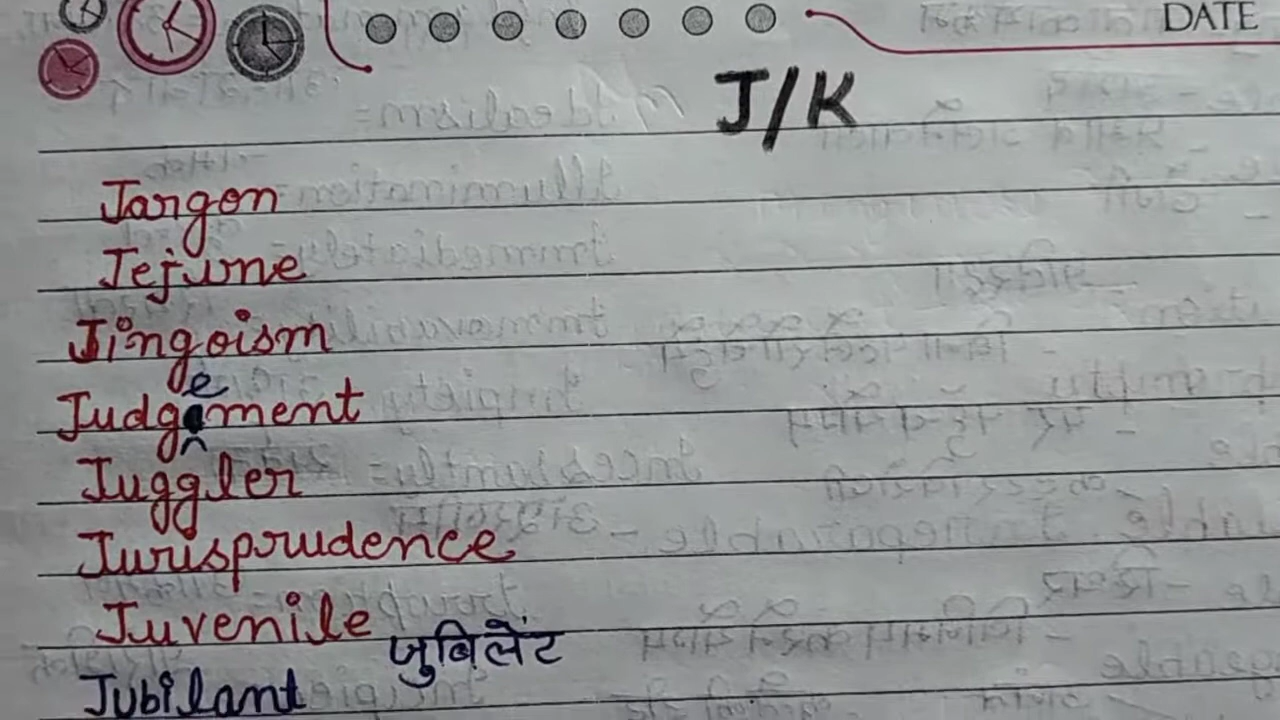 DATE
J/K
Jargon
Jejune
Jingoism
Judgement
Juggler
Jurisprudence
Juvenile
जुबिलेंट
Jubilant